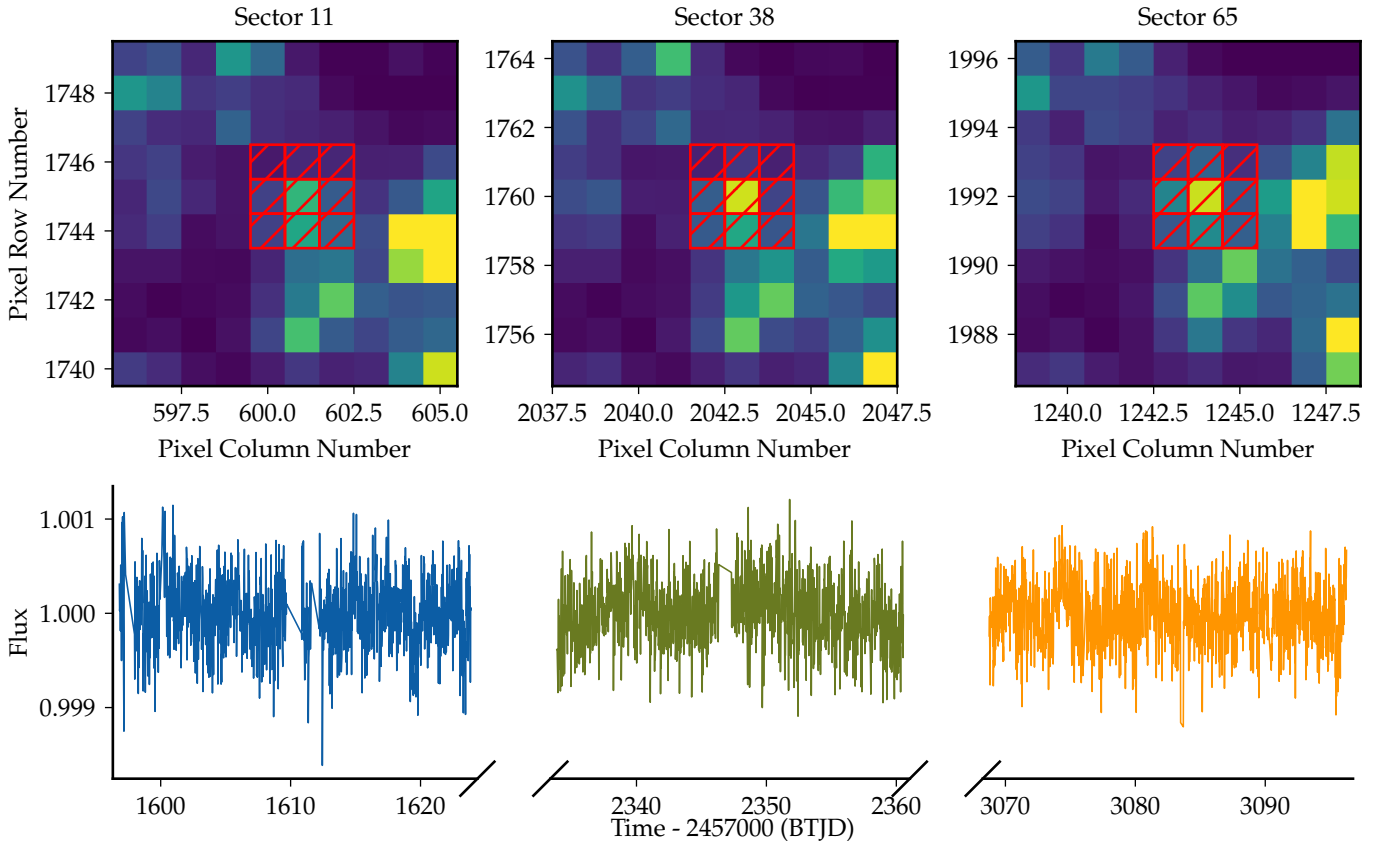 Sector 11
Sector 38
Sector 65
Pixel Row Number
1748
1746
1744
1742
1740
1764
1762
1760
1758
1756
1996
1994
1992
1990
1988
597.5 600.0 602.5 605.0
2037.5 2040.0 2042.5 2045.0 2047.5
1240.0 1242.5 1245.0 1247.5
Pixel Column Number
Pixel Column Number
Pixel Column Number
Flux
1.001
1.000
0.999
1600 1610 1620
2340 2350 2360
3070 3080 3090
Time - 2457000 (BTJD)